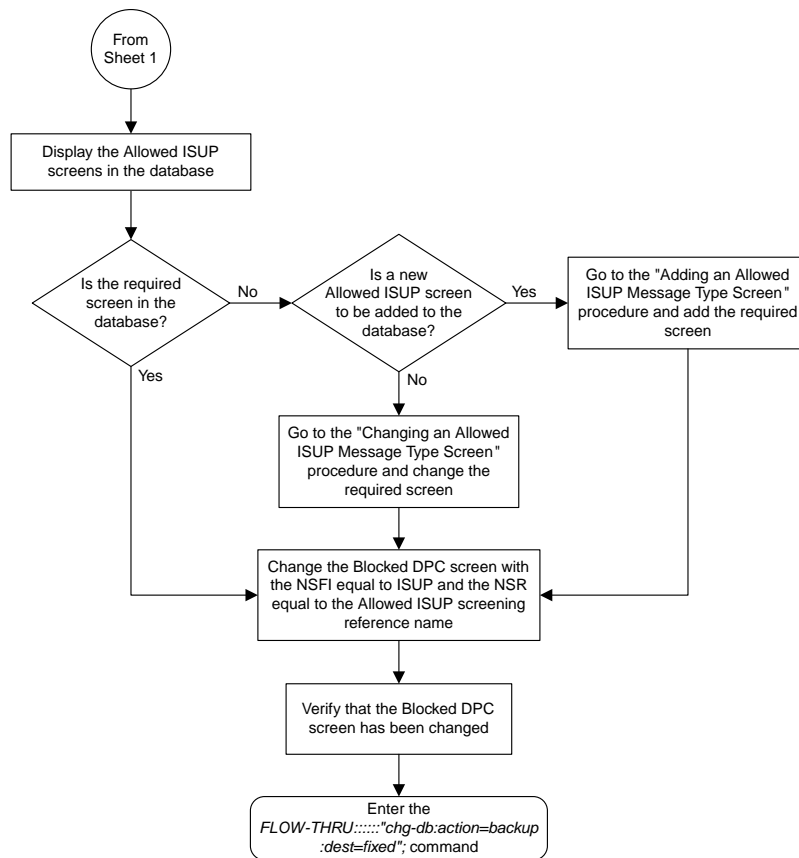 From
Sheet 1
Display the Allowed ISUP
screens in the database
Is the required
screen in the
database?
No
Yes
Is a new
Allowed ISUP screen
to be added to the
database?
Yes
No
Go to the "Adding an Allowed
ISUP Message Type Screen"
procedure and add the required
screen
Go to the "Changing an Allowed
ISUP Message Type Screen"
procedure and change the
required screen
Change the Blocked DPC screen with
the NSFI equal to ISUP and the NSR
equal to the Allowed ISUP screening
reference name
Verify that the Blocked DPC
screen has been changed
Enter the
FLOW-THRU::::::"chg-db:action=backup
:dest=fixed"; command